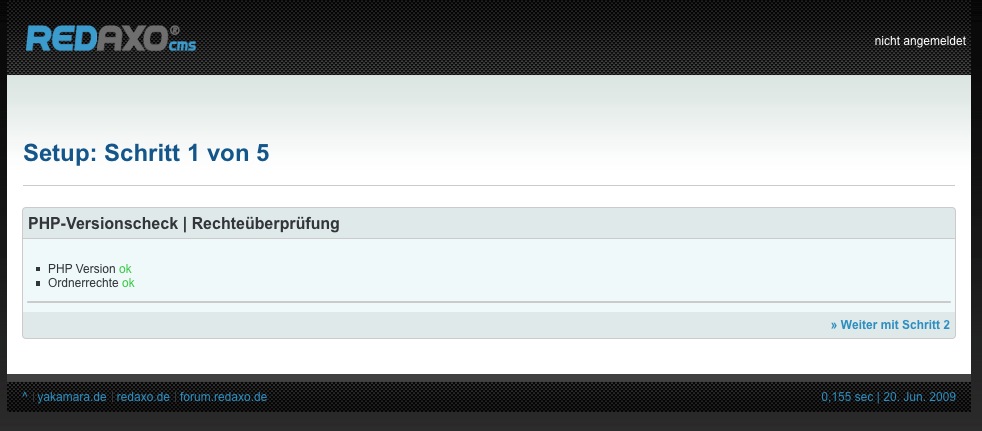 REDAXO® cms
nicht angemeldet
Setup: Schritt 1 von 5
PHP-Versionscheck | Rechteüberprüfung
PHP Version ok
Ordnerrechte ok
» Weiter mit Schritt 2
^ | yakamara.de | redaxo.de | forum.redaxo.de
0,155 sec | 20. Jun. 2009